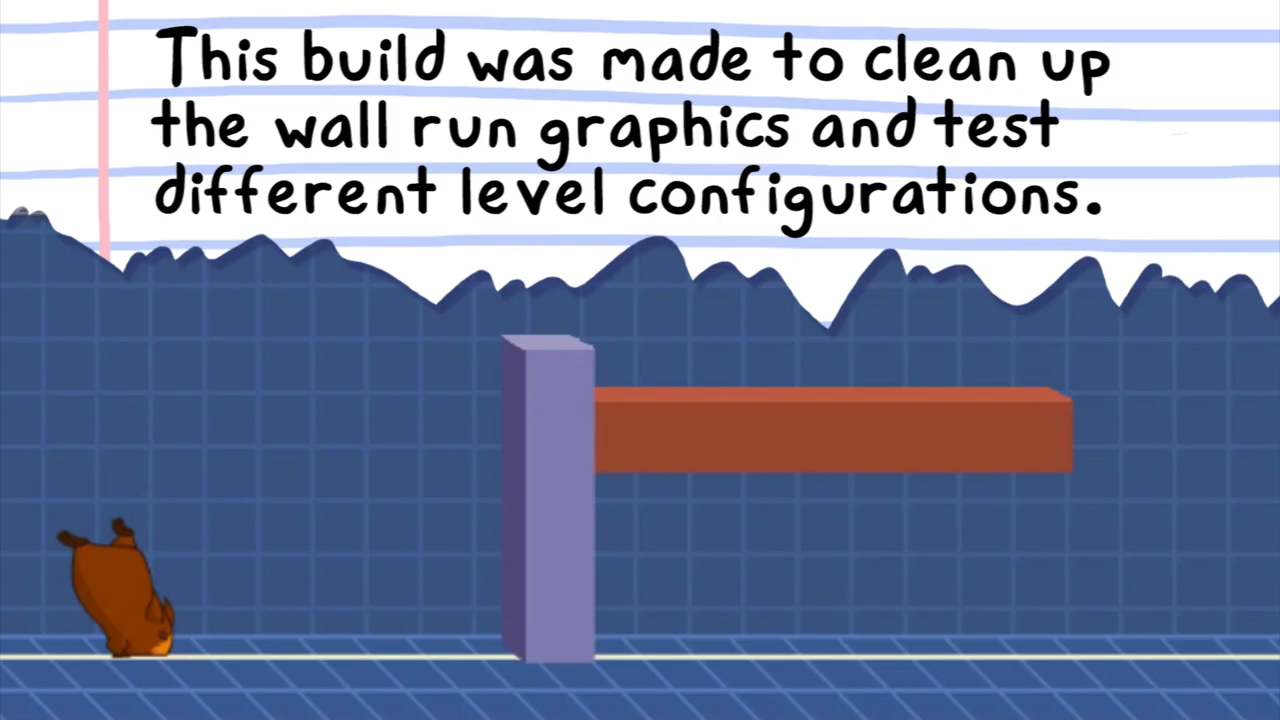 This build was made to clean up
the wall run graphics and test
different level configurations.